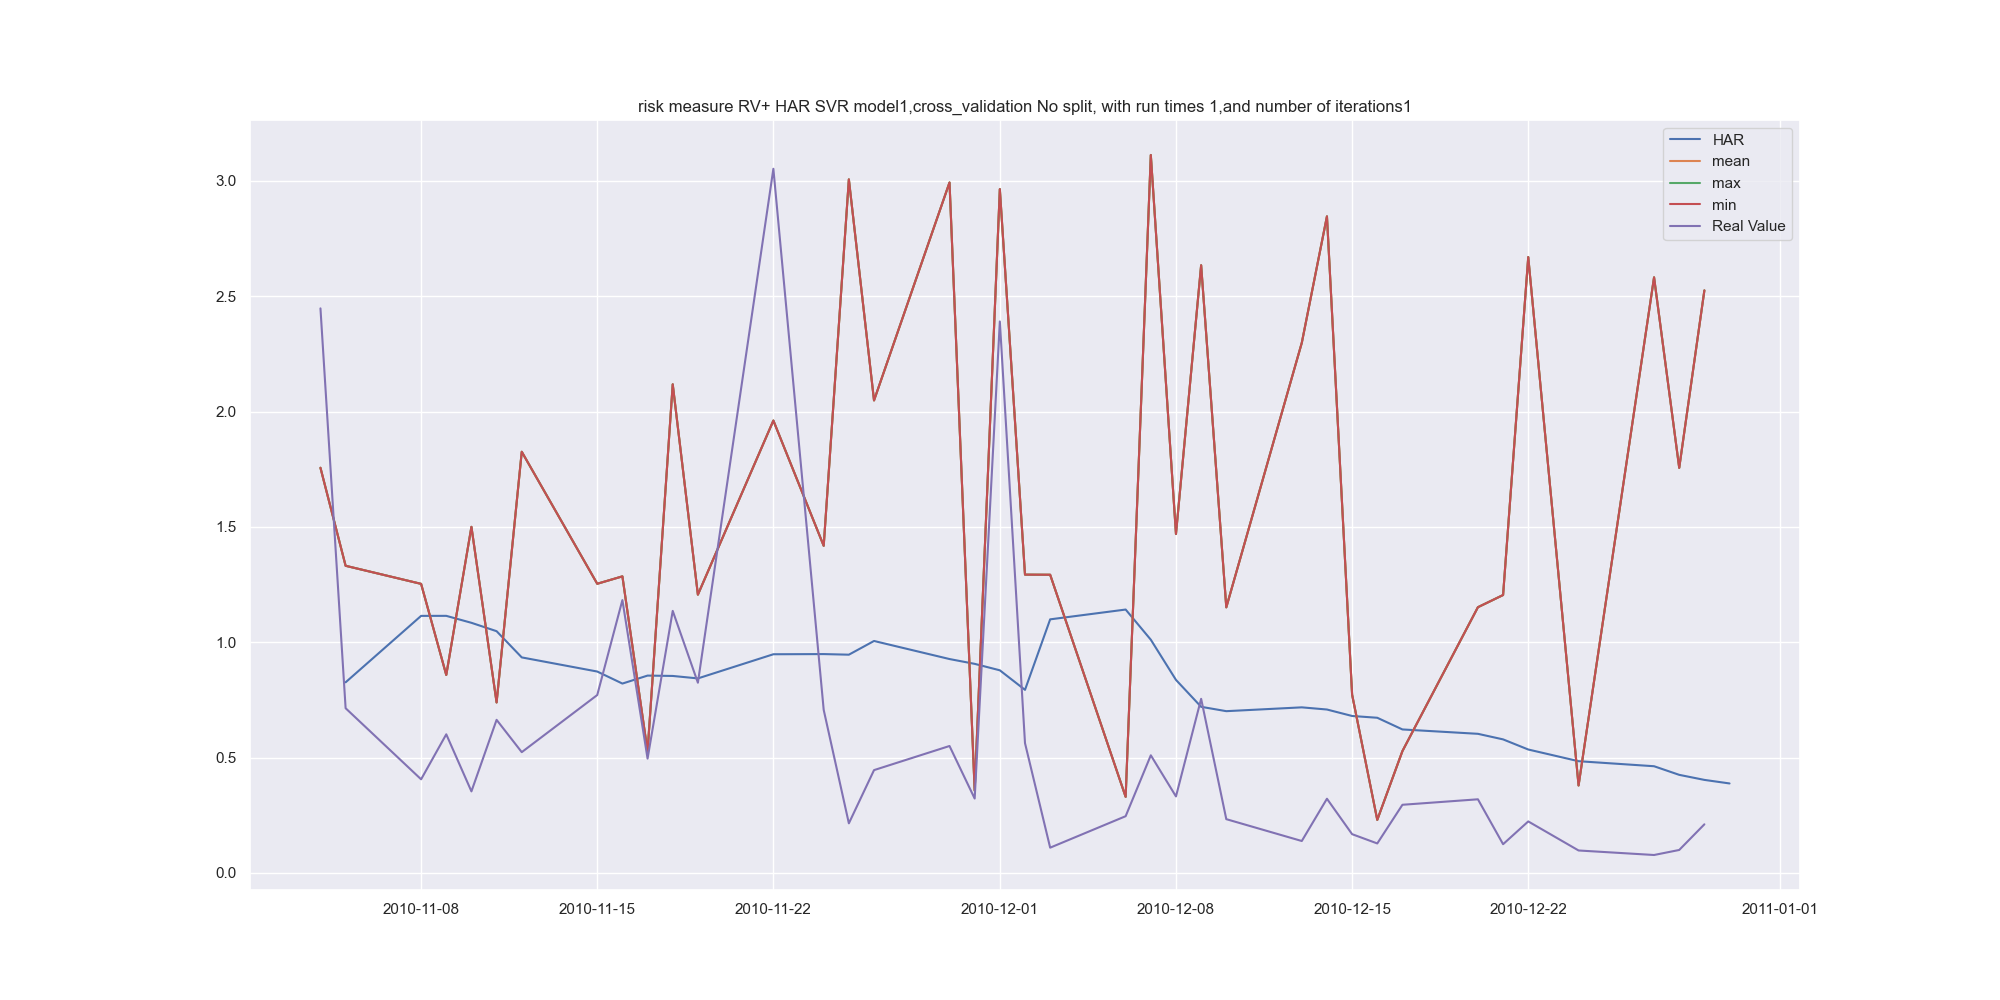 risk measure RV+ HAR SVR model1,cross_validation No split, with run times 1,and number of iterations1
HAR
mean
max
min
Real Value
3.0
2.5
2.0
1.5
1.0
0.5
0.0
2010-11-08
2010-11-15
2010-11-22
2010-12-01
2010-12-08
2010-12-15
2010-12-22
2011-01-01